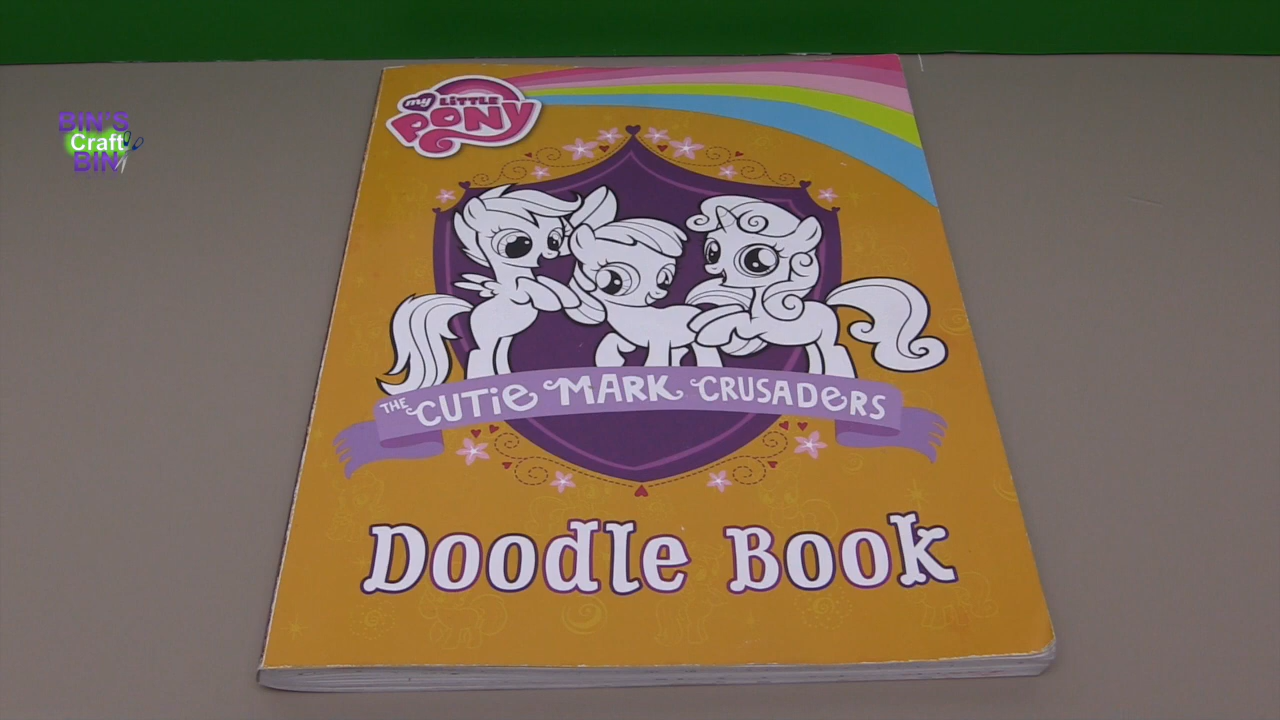 BIN'S
Craft
BIN
my LiTTLE
PONY
THE CUTiE MARK CRUSADERS
Doodle Book